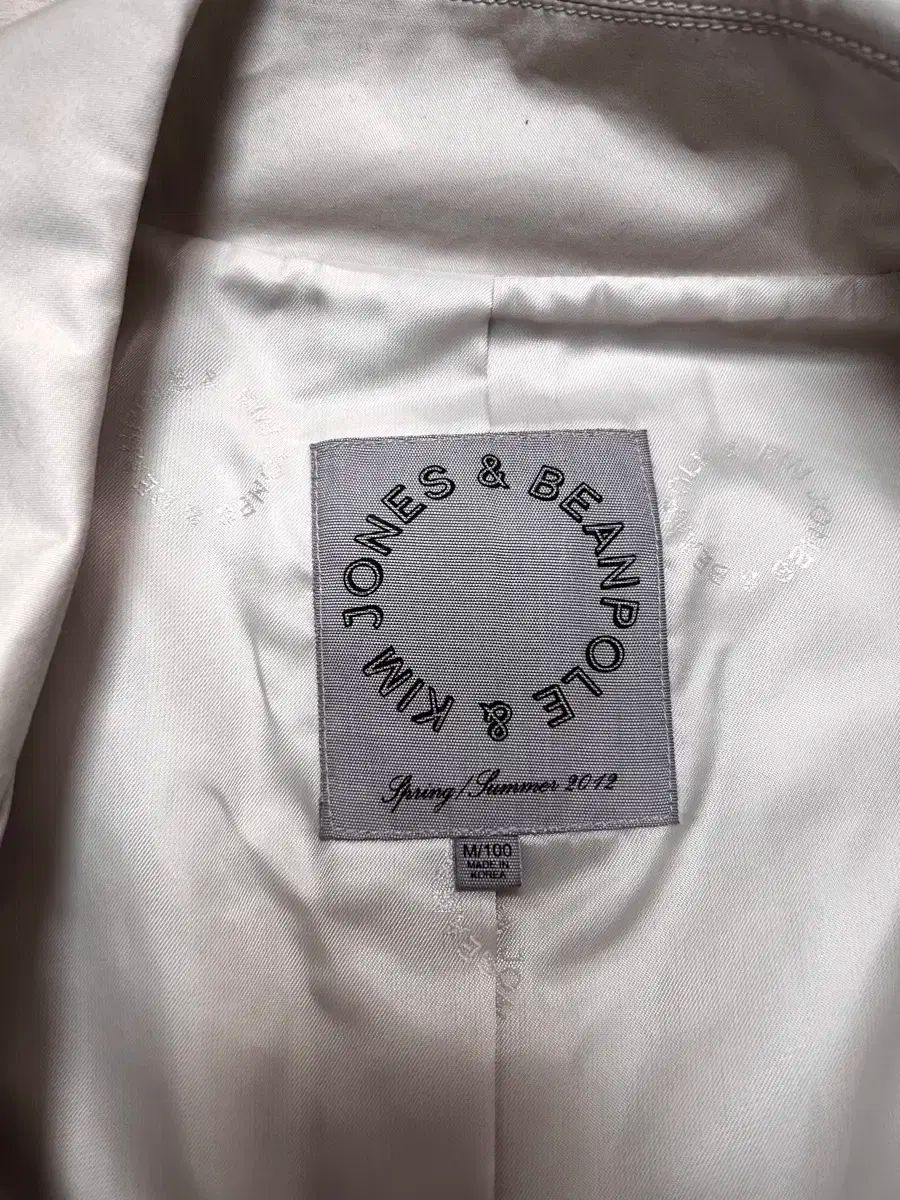 KIM JONES & BEANPOLE &
Spring/Summer 2012
M/100
MADE IN
KOREA